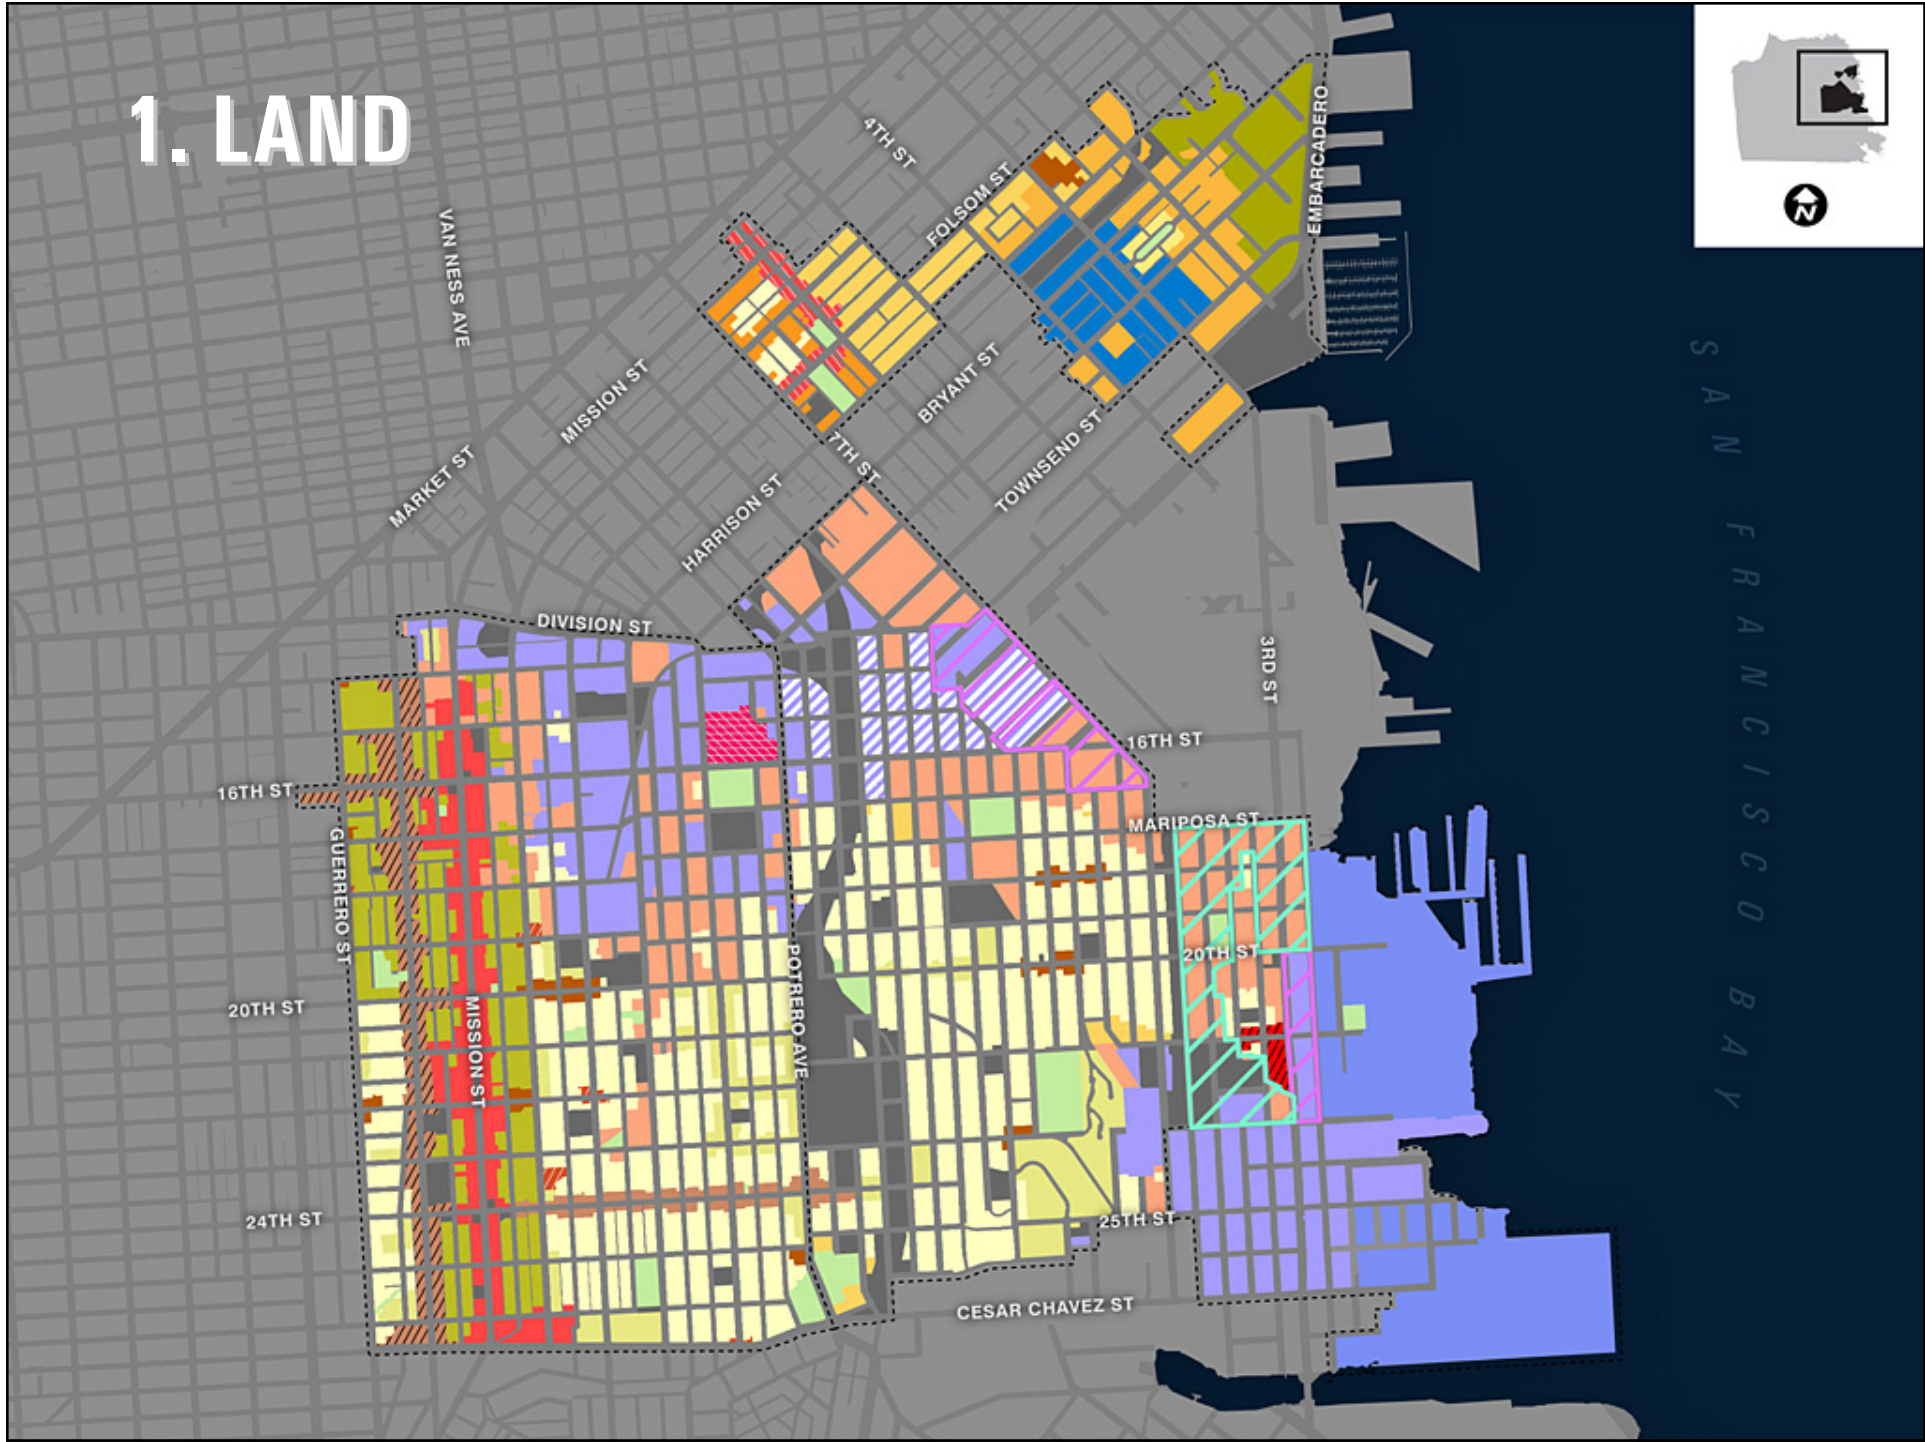 1. LAND
4TH ST
EMBARCADERO
FOLSOM ST
VAN NESS AVE
MISSION ST
BRYANT ST
MARKET ST
7TH ST
TOWNSEND ST
HARRISON ST
DIVISION ST
3RD ST
16TH ST
16TH ST
MARIPOSA ST
GUERRERO ST
20TH ST
20TH ST
MISSION ST
POTRERO AVE
24TH ST
25TH ST
CESAR CHAVEZ ST
SAN FRANCISCO BAY
N